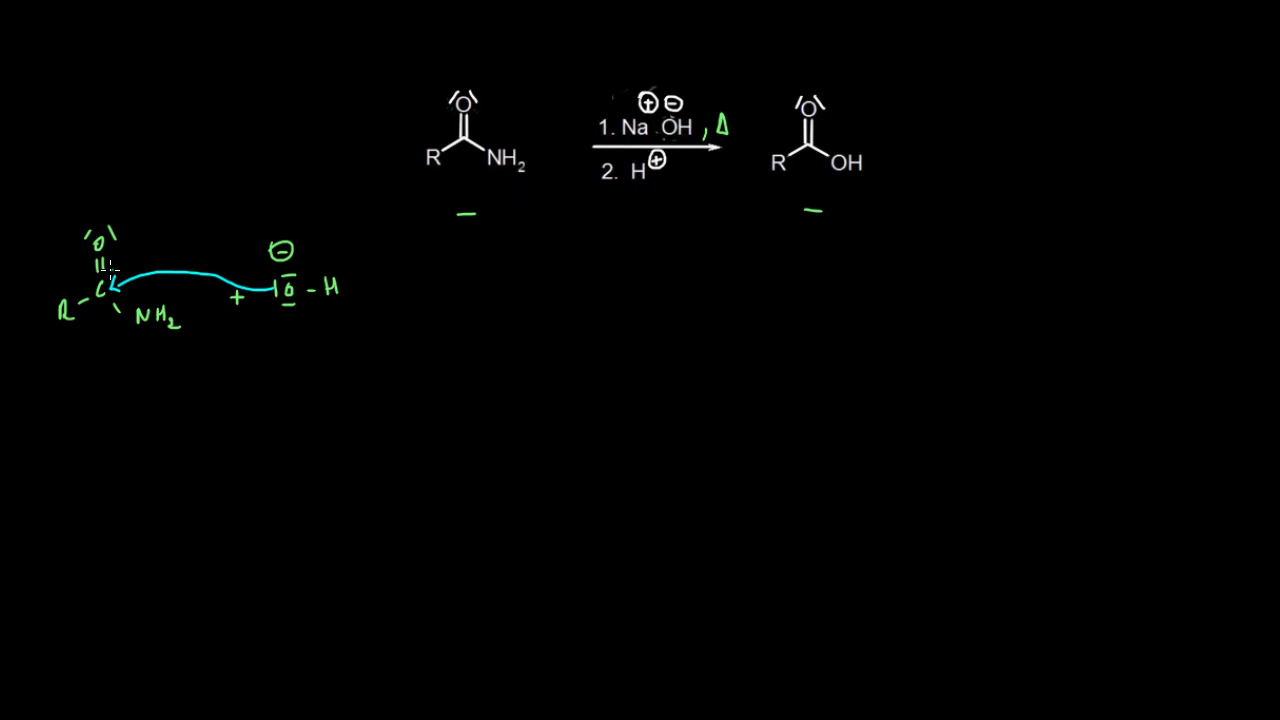 O O
1. Na⊕ OH⊖ , Δ
R NH₂ 2. H⊕ R OH
O ⊖
|| C + |O - H
R - NH₂